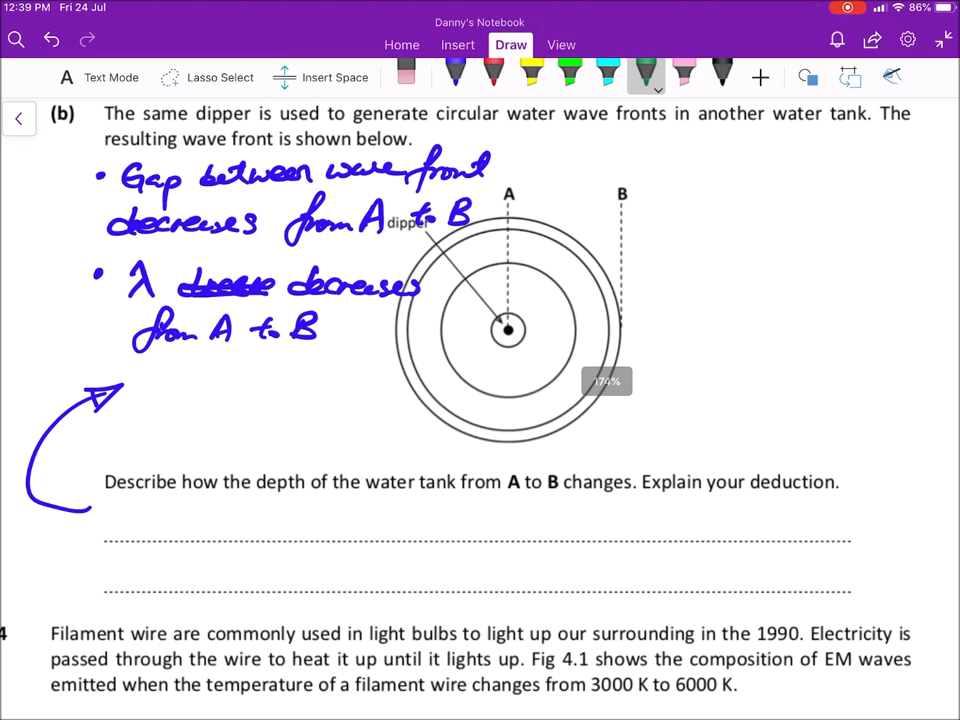 12:39 PM Fri 24 Jul
86%
Danny's Notebook
Home Insert Draw View
A Text Mode Lasso Select Insert Space
(b) The same dipper is used to generate circular water wave fronts in another water tank. The
resulting wave front is shown below.
• Gap between wave front
decreases from A to B
A B
dipper
• λ decreases
from A to B
174%
Describe how the depth of the water tank from A to B changes. Explain your deduction.
4 Filament wire are commonly used in light bulbs to light up our surrounding in the 1990. Electricity is
passed through the wire to heat it up until it lights up. Fig 4.1 shows the composition of EM waves
emitted when the temperature of a filament wire changes from 3000 K to 6000 K.